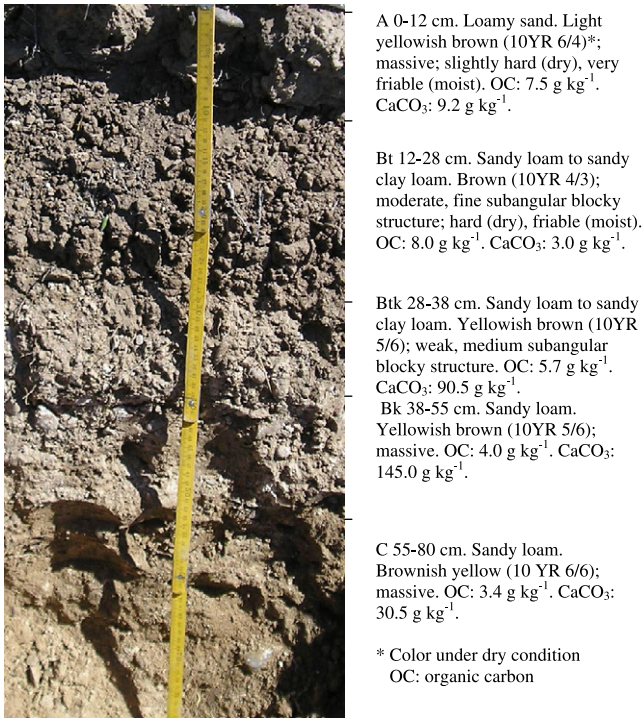 A 0-12 cm. Loamy sand. Light
yellowish brown (10YR 6/4)*;
massive; slightly hard (dry), very
friable (moist). OC: 7.5 g kg⁻¹.
CaCO₃: 9.2 g kg⁻¹.
Bt 12-28 cm. Sandy loam to sandy
clay loam. Brown (10YR 4/3);
moderate, fine subangular blocky
structure; hard (dry), friable (moist).
OC: 8.0 g kg⁻¹. CaCO₃: 3.0 g kg⁻¹.
Btk 28-38 cm. Sandy loam to sandy
clay loam. Yellowish brown (10YR
5/6); weak, medium subangular
blocky structure. OC: 5.7 g kg⁻¹.
CaCO₃: 90.5 g kg⁻¹.
Bk 38-55 cm. Sandy loam.
Yellowish brown (10YR 5/6);
massive. OC: 4.0 g kg⁻¹. CaCO₃:
145.0 g kg⁻¹.
C 55-80 cm. Sandy loam.
Brownish yellow (10 YR 6/6);
massive. OC: 3.4 g kg⁻¹. CaCO₃:
30.5 g kg⁻¹.
* Color under dry condition
OC: organic carbon